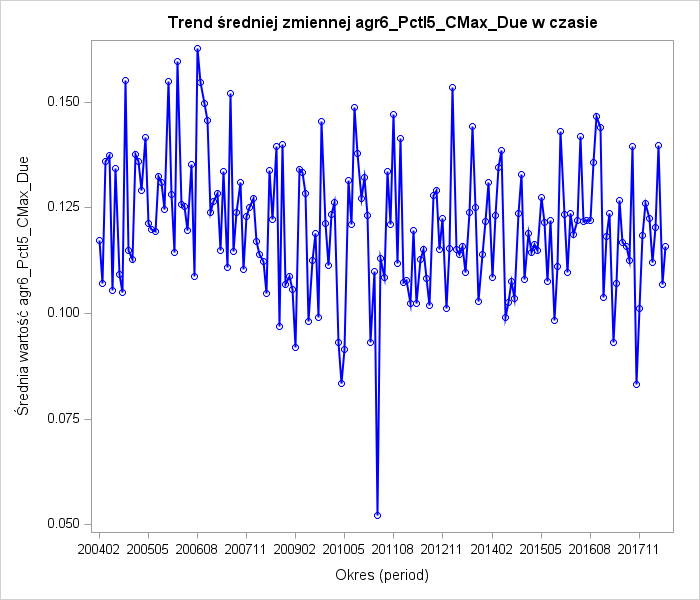 Trend średniej zmiennej agr6_Pctl5_CMax_Due w czasie
Średnia wartość agr6_Pctl5_CMax_Due
0.150
0.125
0.100
0.075
0.050
200402 200505 200608 200711 200902 201005 201108 201211 201402 201505 201608 201711
Okres (period)